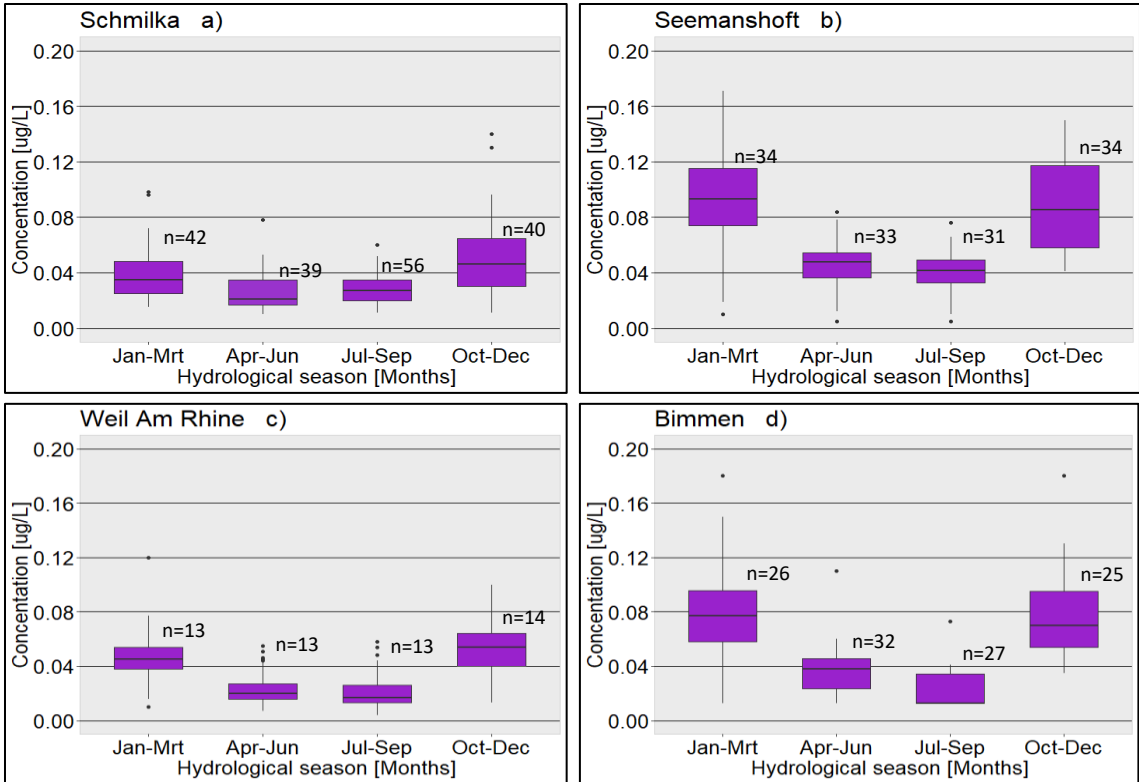 Schmilka a)
Concentation [ug/L]
0.20
0.16
0.12
0.08
0.04
0.00
n=42
n=39
n=56
n=40
Jan-Mrt Apr-Jun Jul-Sep Oct-Dec
Hydrological season [Months]
Seemanshoft b)
Concentation [ug/L]
0.20
0.16
0.12
0.08
0.04
0.00
n=34
n=33
n=31
n=34
Jan-Mrt Apr-Jun Jul-Sep Oct-Dec
Hydrological season [Months]
Weil Am Rhine c)
Concentation [ug/L]
0.20
0.16
0.12
0.08
0.04
0.00
n=13
n=13
n=13
n=14
Jan-Mrt Apr-Jun Jul-Sep Oct-Dec
Hydrological season [Months]
Bimmen d)
Concentation [ug/L]
0.20
0.16
0.12
0.08
0.04
0.00
n=26
n=32
n=27
n=25
Jan-Mrt Apr-Jun Jul-Sep Oct-Dec
Hydrological season [Months]